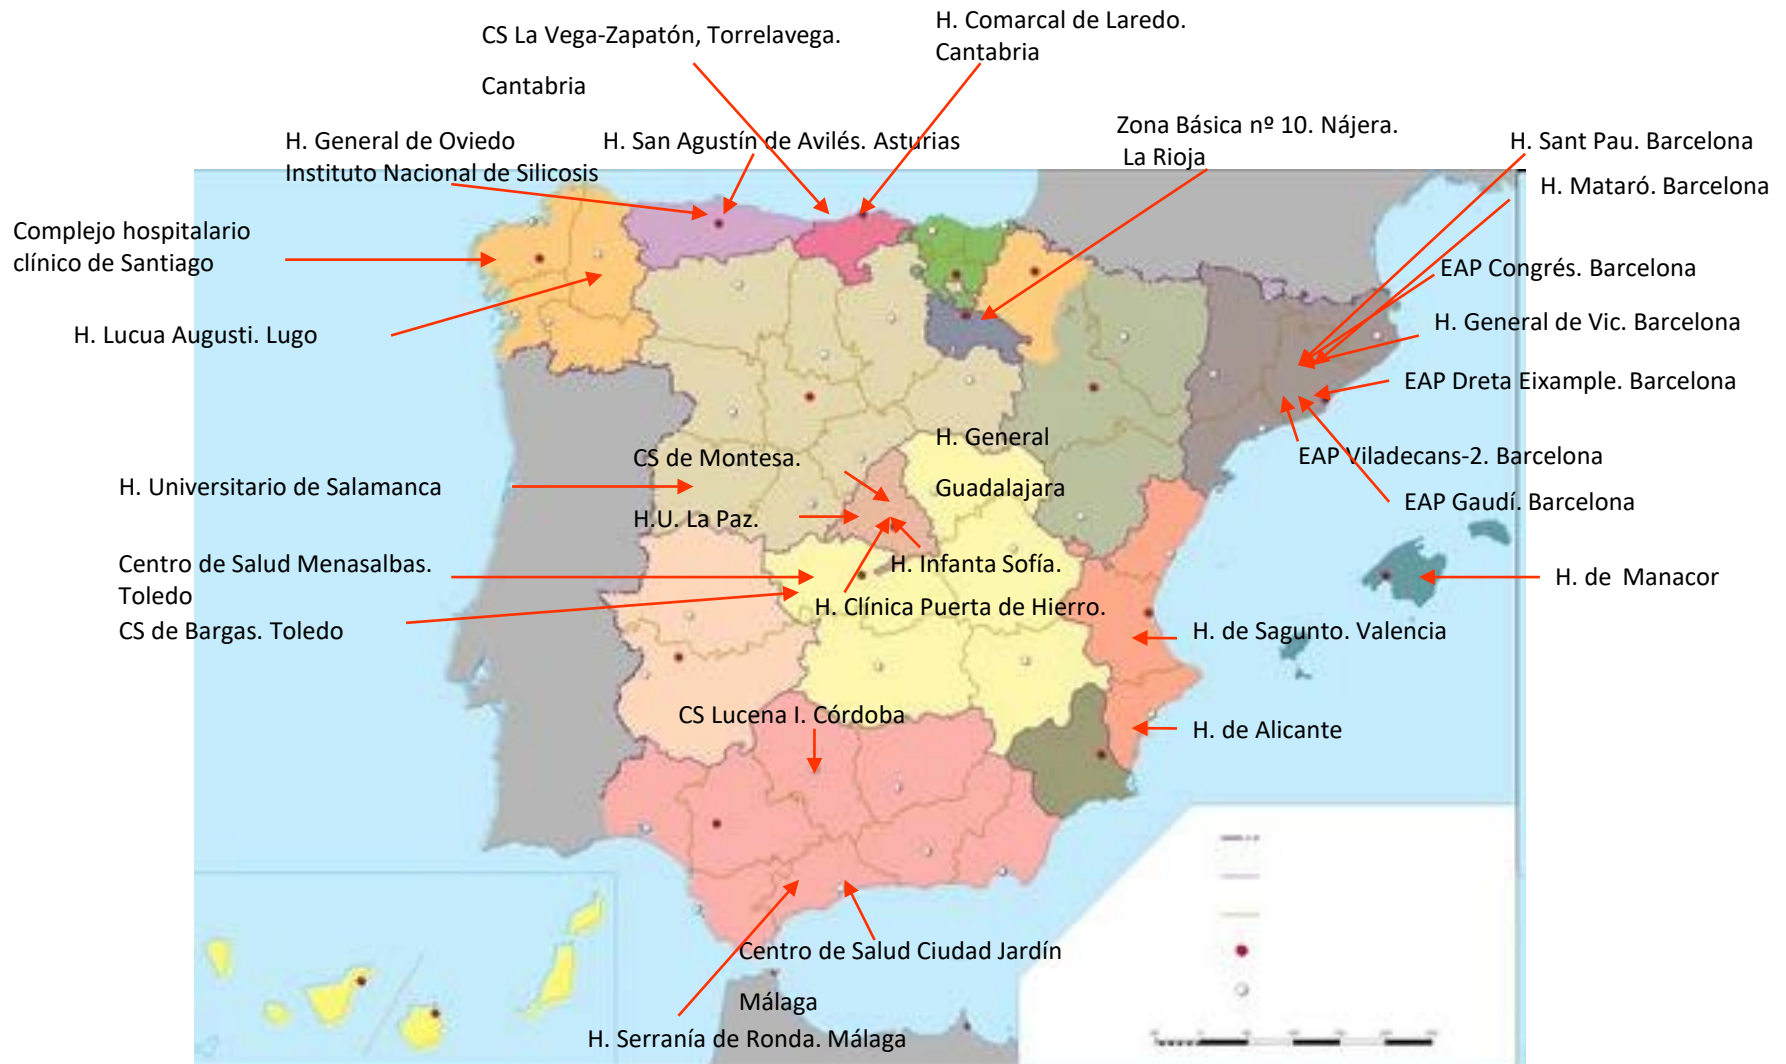 H. Comarcal de Laredo.
Cantabria
CS La Vega-Zapatón, Torrelavega.
Cantabria
Zona Básica nº 10. Nájera.
La Rioja
H. General de Oviedo
Instituto Nacional de Silicosis
H. San Agustín de Avilés. Asturias
H. Sant Pau. Barcelona
H. Mataró. Barcelona
Complejo hospitalario
clínico de Santiago
EAP Congrés. Barcelona
H. Lucua Augusti. Lugo
H. General de Vic. Barcelona
EAP Dreta Eixample. Barcelona
H. General
Guadalajara
CS de Montesa.
EAP Viladecans-2. Barcelona
H. Universitario de Salamanca
EAP Gaudí. Barcelona
H.U. La Paz.
H. Infanta Sofía.
Centro de Salud Menasalbas.
Toledo
H. de Manacor
H. Clínica Puerta de Hierro.
CS de Bargas. Toledo
H. de Sagunto. Valencia
CS Lucena I. Córdoba
H. de Alicante
Centro de Salud Ciudad Jardín
Málaga
H. Serranía de Ronda. Málaga